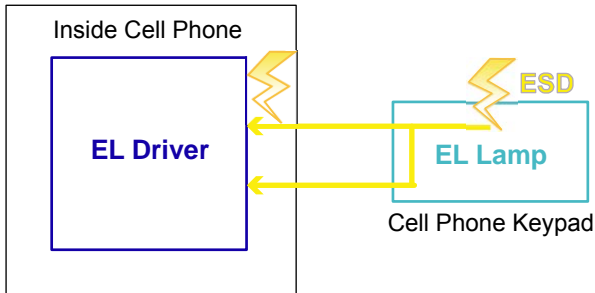 Inside Cell Phone
ESD
EL Driver
EL Lamp
Cell Phone Keypad